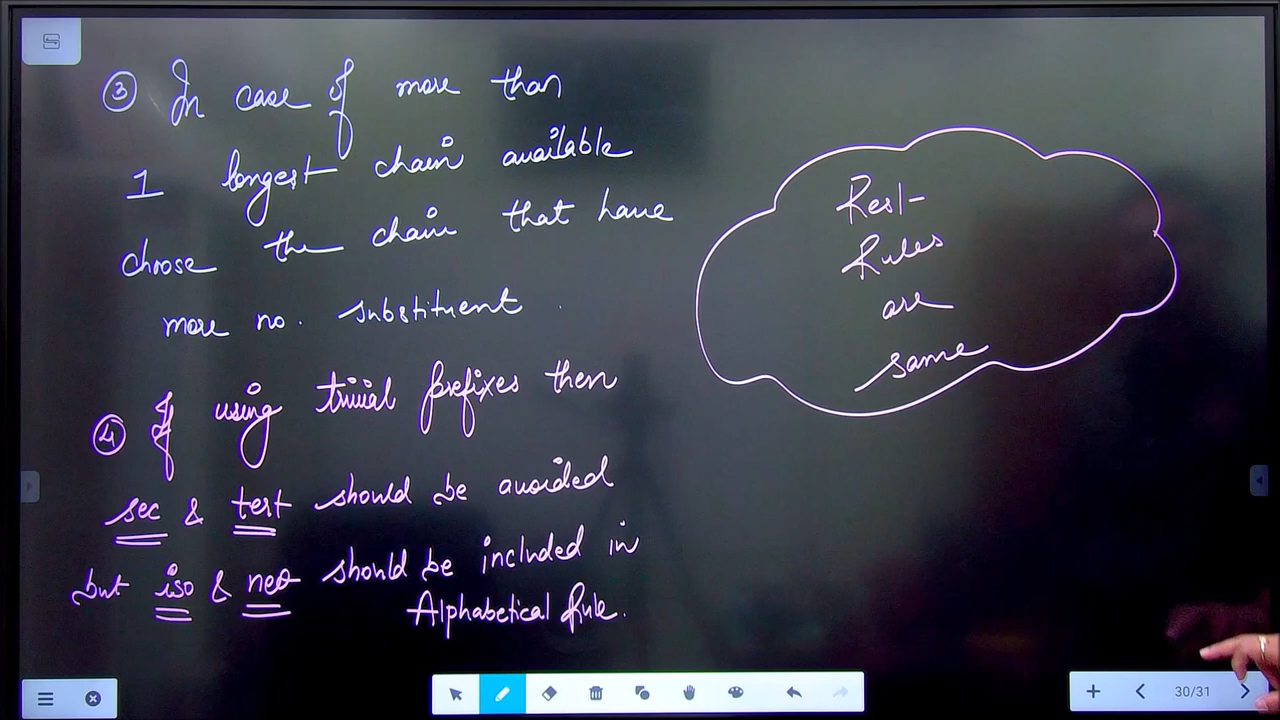 ③ In case of more than
1 longest chain available
choose the chain that have
more no. substituent.
④ If using trivial prefixes then
sec & tert should be avoided
but iso & neo should be included in
Alphabetical Rule.
Rest
Rules
are
same
30/31